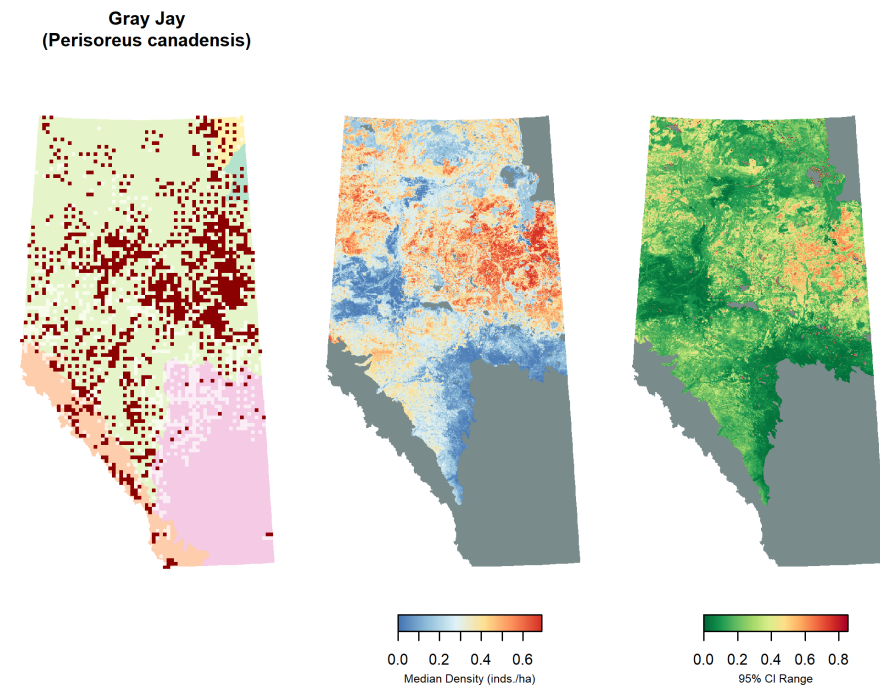 Gray Jay
(Perisoreus canadensis)
0.0 0.2 0.4 0.6
Median Density (inds./ha)
0.0 0.2 0.4 0.6 0.8
95% CI Range